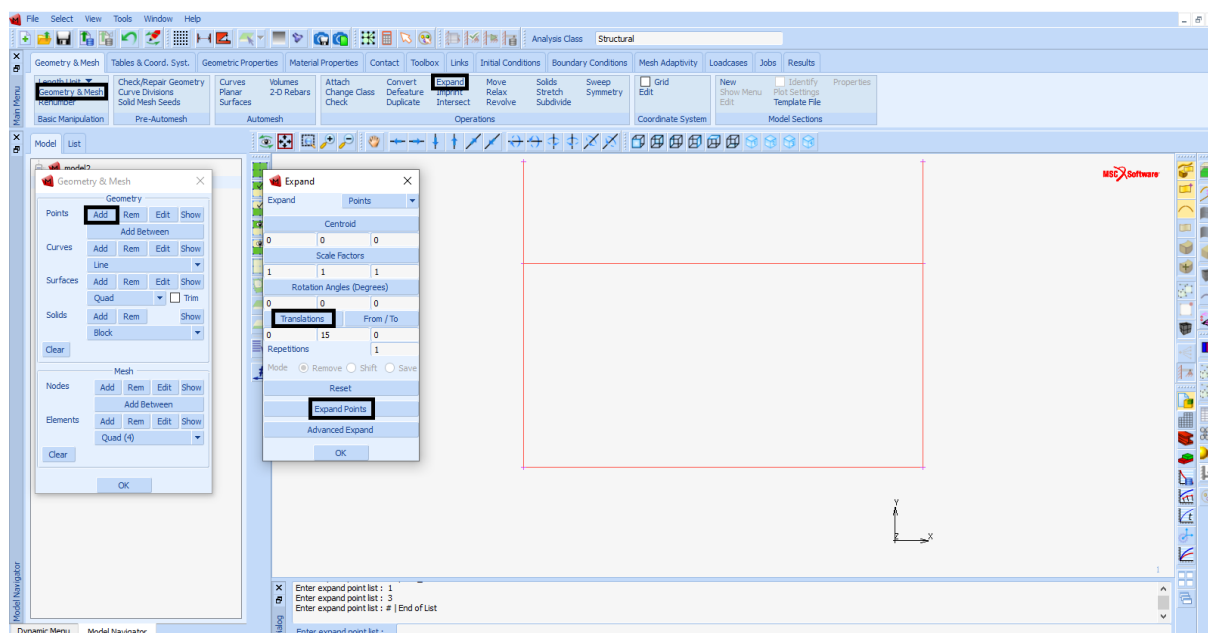 File Select View Tools Window Help
Analysis Class Structural
Geometry & Mesh Tables & Coord. Syst. Geometric Properties Material Properties Contact Toolbox Links Initial Conditions Boundary Conditions Mesh Adaptivity Loadcases Jobs Results
Length Unit Check/Repair Geometry Curves Volumes Attach Convert Expand Move Solids Sweep Grid New Identify Properties
Geometry & Mesh Curve Divisions Planar 2-D Rebars Change Class Defeature Imprint Relax Stretch Symmetry Edit Show Menu Plot Settings
Renumber Solid Mesh Seeds Surfaces Check Duplicate Intersect Revolve Subdivide Edit Template File
Basic Manipulation Pre-Automesh Automesh Operations Coordinate System Model Sections
Main Menu
Model List
model2
Geometry & Mesh
Geometry
Points Add Rem Edit Show
Add Between
Curves Add Rem Edit Show
Line
Surfaces Add Rem Edit Show
Quad Trim
Solids Add Rem Show
Block
Clear
Mesh
Nodes Add Rem Edit Show
Add Between
Elements Add Rem Edit Show
Quad (4)
Clear
OK
Expand
Expand Points
Centroid
0 0 0
Scale Factors
1 1 1
Rotation Angles (Degrees)
0 0 0
Translations From / To
0 15 0
Repetitions 1
Mode Remove Shift Save
Reset
Expand Points
Advanced Expand
OK
MSC Software
Y
Z X
1
Model Navigator
Enter expand point list : 1
Enter expand point list : 3
Enter expand point list : # | End of List
Enter expand point list :
Dynamic Menu Model Navigator